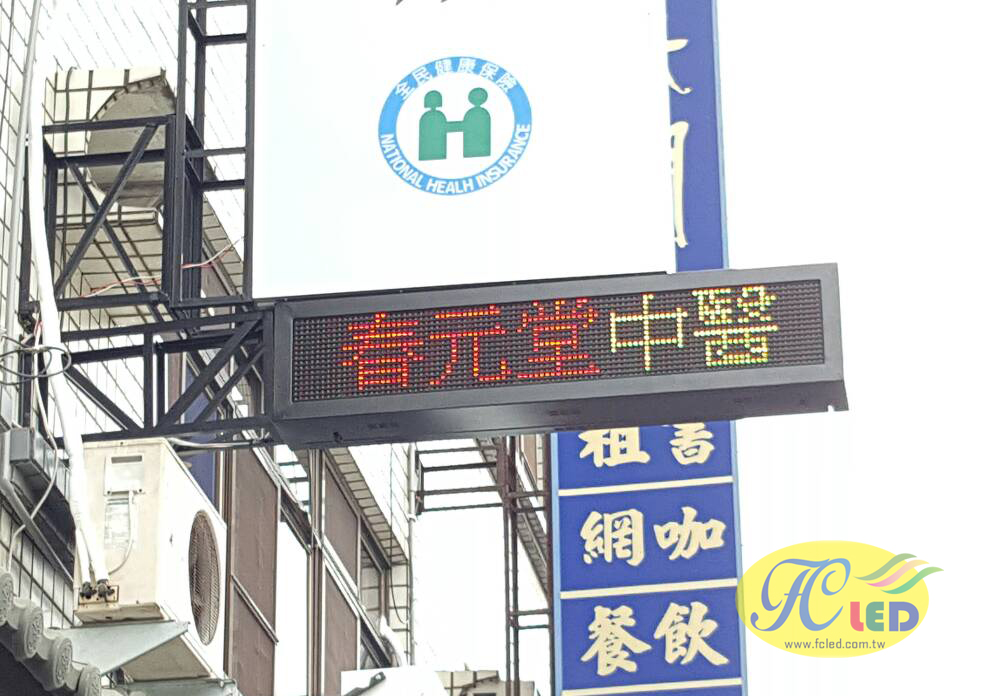 全民健康保險
NATIONAL HEALH INSURANCE
春元堂中醫
租書
網咖
餐飲
FC LED
www.fcled.com.tw